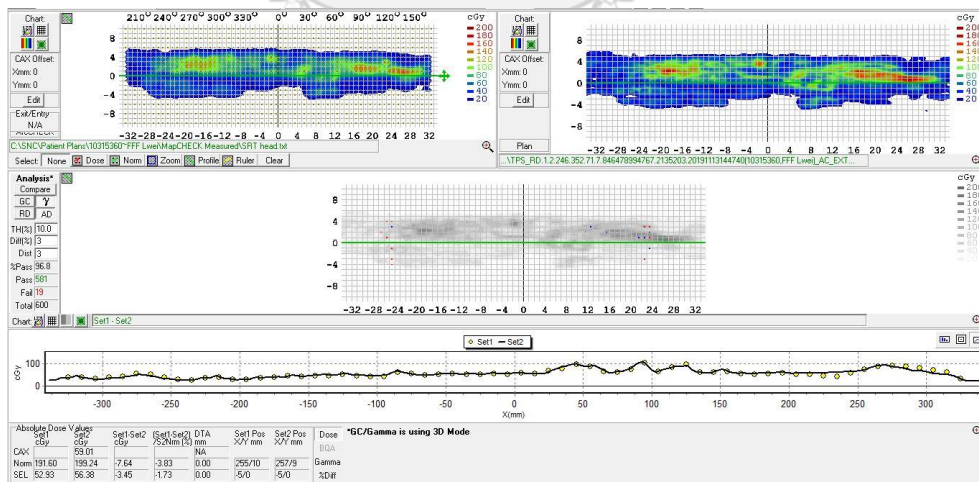 Chart:
CAX Offset:
Xmm: 0
Ymm: 0
Edit
Exit/Entry
N/A
210° 240° 270° 300° 330° 0 30° 60° 90° 120° 150°
8
4
0
-4
-8
-32 -28 -24 -20 -16 -12 -8 -4 0 4 8 12 16 20 24 28 32
cGy
200
180
160
140
120
100
80
60
40
20
C:\SNC\Patient Plans\10315360~FFF Lwei\MapCHECK Measured\SRT head.txt
Select: None Dose Norm Zoom Profile Ruler Clear
Chart:
CAX Offset:
Xmm: 0
Ymm: 0
Edit
Plan
8
4
0
-4
-8
-32 -28 -24 -20 -16 -12 -8 -4 0 4 8 12 16 20 24 28 32
cGy
200
180
160
140
120
100
80
60
40
20
...\TPS_RD.1.2.246.352.71.7.846478994767.2135203.20191113144740(10315360,FFF Lwei)_AC_EXT...
Analysis*
Compare
GC γ
RD AD
TH(%) 10.0
Diff(%) 3
Dist 3
%Pass 96.8
Pass 581
Fail 19
Total 600
Chart:
8
4
0
-4
-8
-32 -28 -24 -20 -16 -12 -8 -4 0 4 8 12 16 20 24 28 32
cGy
Set1 - Set2
Set1 Set2
cGy
100
0
-300 -250 -200 -150 -100 -50 0 50 100 150 200 250 300
X(mm)
Absolute Dose Values
Set1 cGy Set2 cGy Set1-Set2 cGy (Set1-Set2)/S2Nrm (%) DTA mm Set1 Pos X/Y mm Set2 Pos X/Y mm
CAX 59.01 NA
Norm 191.60 199.24 -7.64 -3.83 0.00 255/10 257/9
SEL 52.93 56.38 -3.45 -1.73 0.00 -5/0 -5/0
Dose
BQA
Gamma
%Diff
*GC/Gamma is using 3D Mode